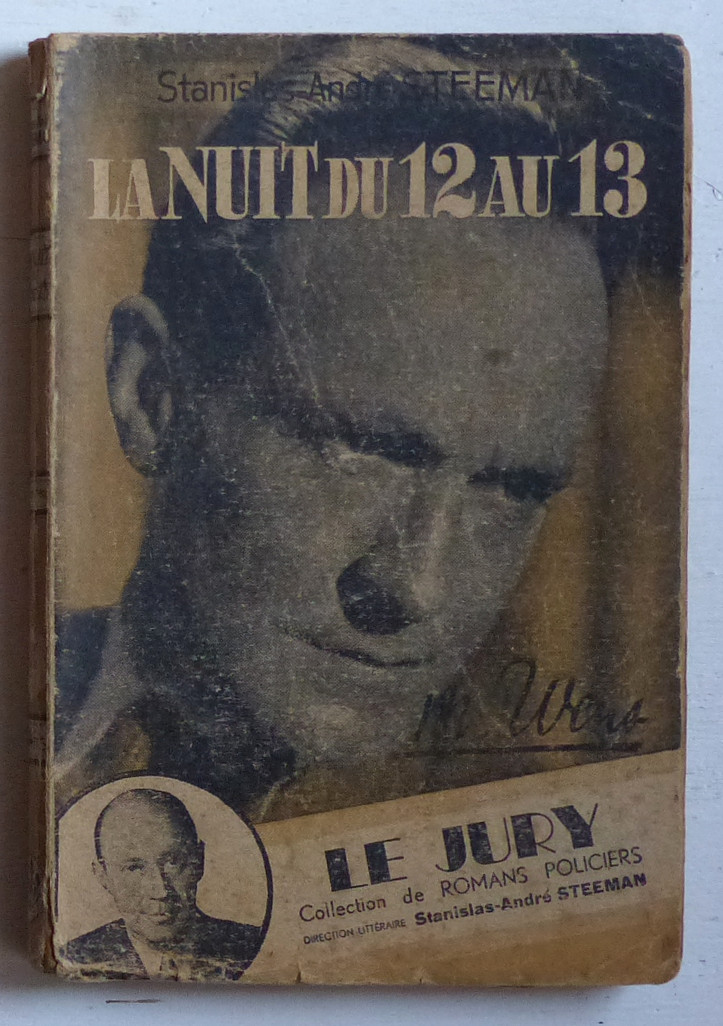 Stanislas-André STEEMAN
LA NUIT DU 12 AU 13
M. Wens
LE JURY
Collection de ROMANS POLICIERS
DIRECTION LITTÉRAIRE Stanislas-André STEEMAN